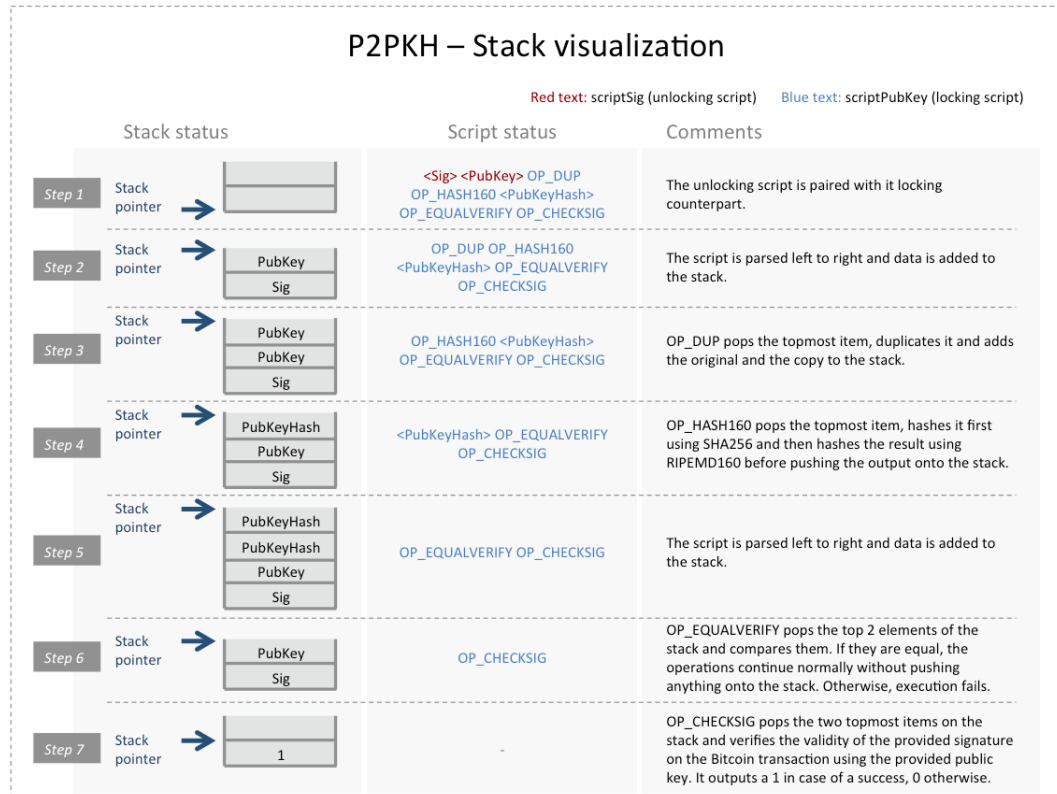 P2PKH – Stack visualization
Red text: scriptSig (unlocking script) Blue text: scriptPubKey (locking script)
Stack status Script status Comments
Step 1
Stack
pointer
<Sig> <PubKey> OP_DUP
OP_HASH160 <PubKeyHash>
OP_EQUALVERIFY OP_CHECKSIG
The unlocking script is paired with it locking
counterpart.
Step 2
Stack
pointer
PubKey
Sig
OP_DUP OP_HASH160
<PubKeyHash> OP_EQUALVERIFY
OP_CHECKSIG
The script is parsed left to right and data is added to
the stack.
Step 3
Stack
pointer
PubKey
PubKey
Sig
OP_HASH160 <PubKeyHash>
OP_EQUALVERIFY OP_CHECKSIG
OP_DUP pops the topmost item, duplicates it and adds
the original and the copy to the stack.
Step 4
Stack
pointer
PubKeyHash
PubKey
Sig
<PubKeyHash> OP_EQUALVERIFY
OP_CHECKSIG
OP_HASH160 pops the topmost item, hashes it first
using SHA256 and then hashes the result using
RIPEMD160 before pushing the output onto the stack.
Step 5
Stack
pointer
PubKeyHash
PubKeyHash
PubKey
Sig
OP_EQUALVERIFY OP_CHECKSIG
The script is parsed left to right and data is added to
the stack.
Step 6
Stack
pointer
PubKey
Sig
OP_CHECKSIG
OP_EQUALVERIFY pops the top 2 elements of the
stack and compares them. If they are equal, the
operations continue normally without pushing
anything onto the stack. Otherwise, execution fails.
Step 7
Stack
pointer
1
-
OP_CHECKSIG pops the two topmost items on the
stack and verifies the validity of the provided signature
on the Bitcoin transaction using the provided public
key. It outputs a 1 in case of a success, 0 otherwise.